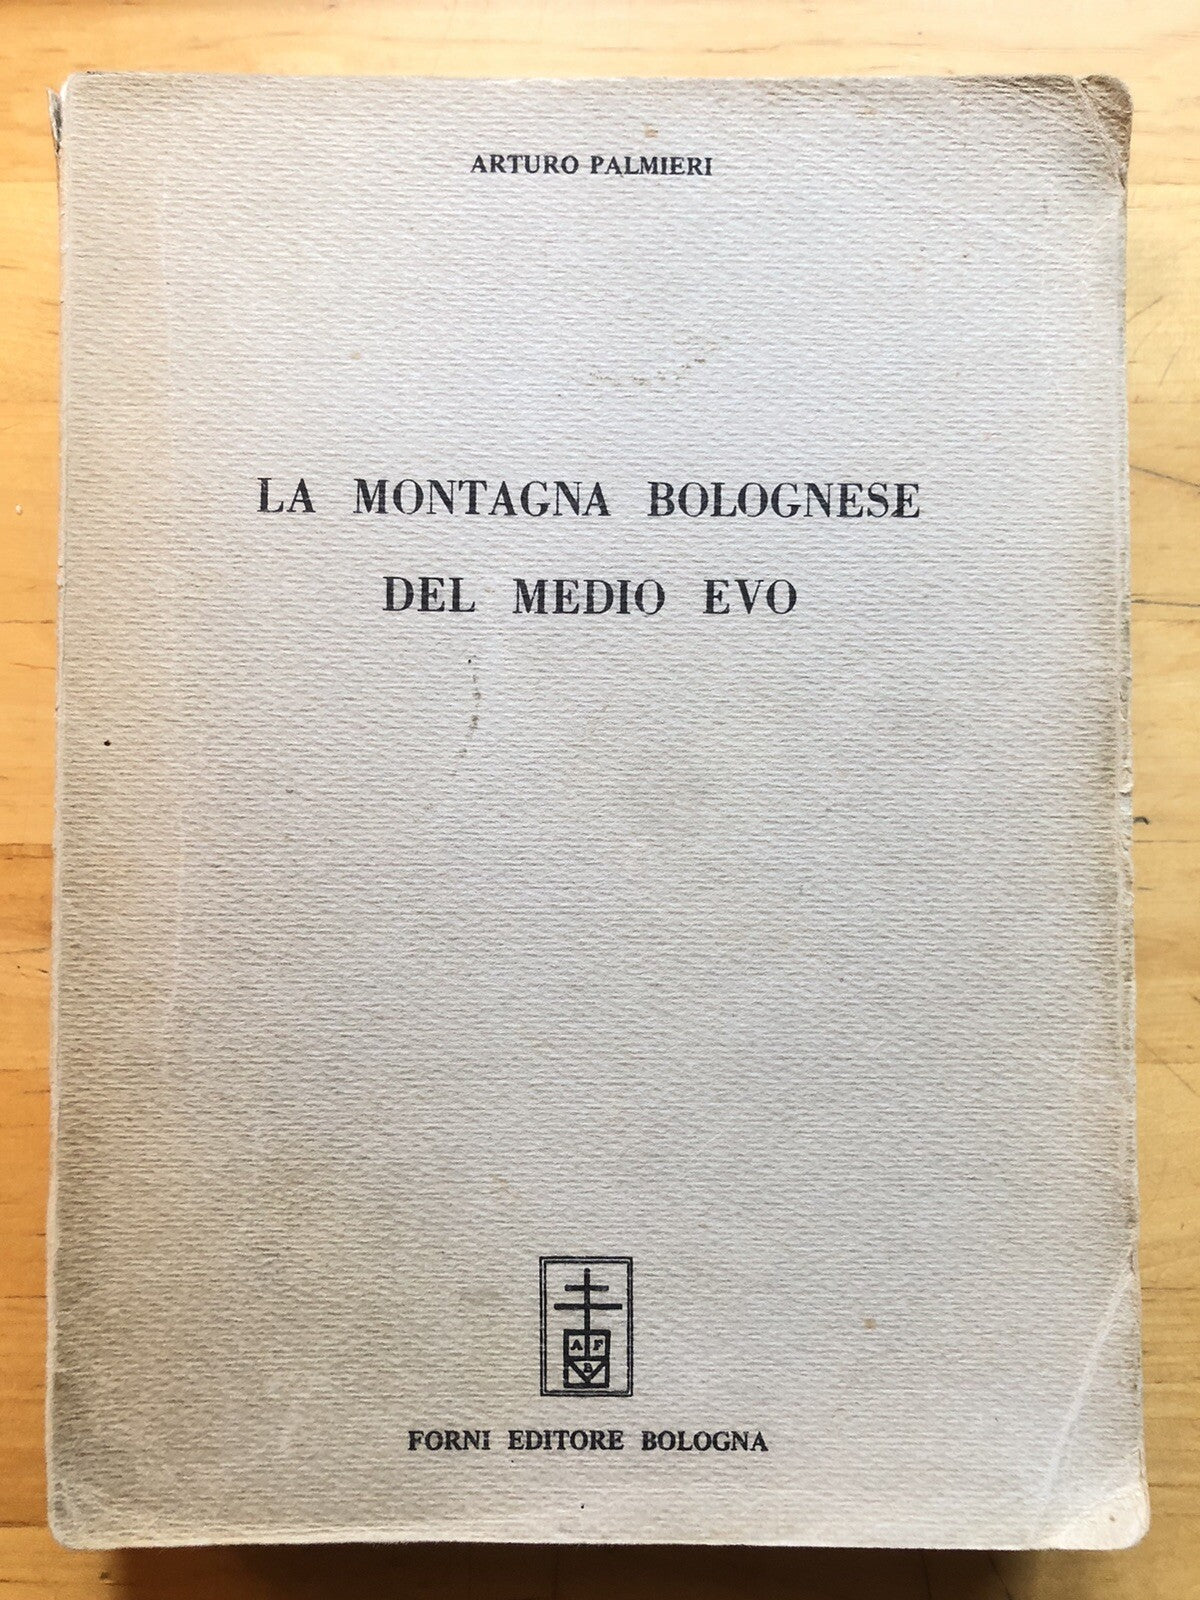 ARTURO PALMIERI
LA MONTAGNA BOLOGNESE
DEL MEDIO EVO
A F
B
FORNI EDITORE BOLOGNA